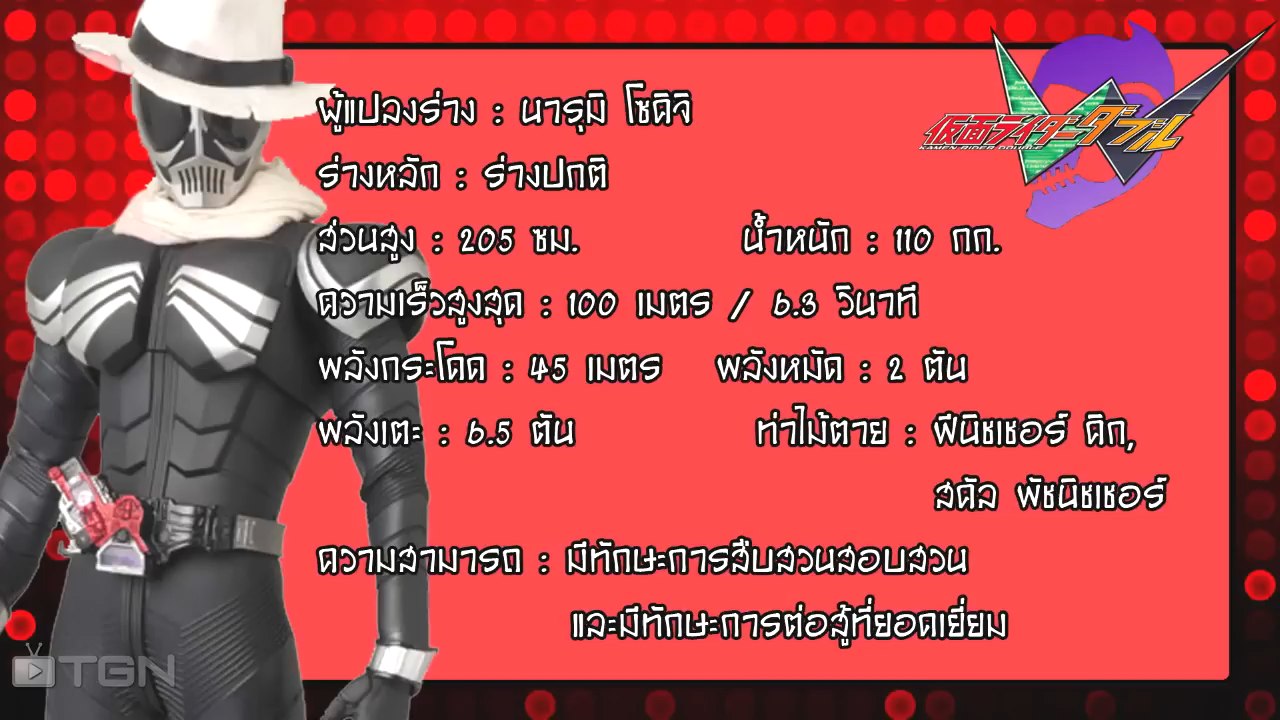 仮面ライダーダブル
KAMEN RIDER DOUBLE
ผู้แปลงร่าง : นารุมิ โซคิจิ
ร่างหลัก : ร่างปกติ
ส่วนสูง : 205 ซม. น้ำหนัก : 110 กก.
ความเร็วสูงสุด : 100 เมตร / 6.3 วินาที
พลังกระโดด : 45 เมตร พลังหมัด : 2 ตัน
พลังเตะ : 6.5 ตัน ท่าไม้ตาย : ฟีนิชเชอร์ คิก,
สคัล พัชนิชเชอร์
ความสามารถ : มีทักษะการสืบสวนสอบสวน
และมีทักษะการต่อสู้ที่ยอดเยี่ยม
TGN